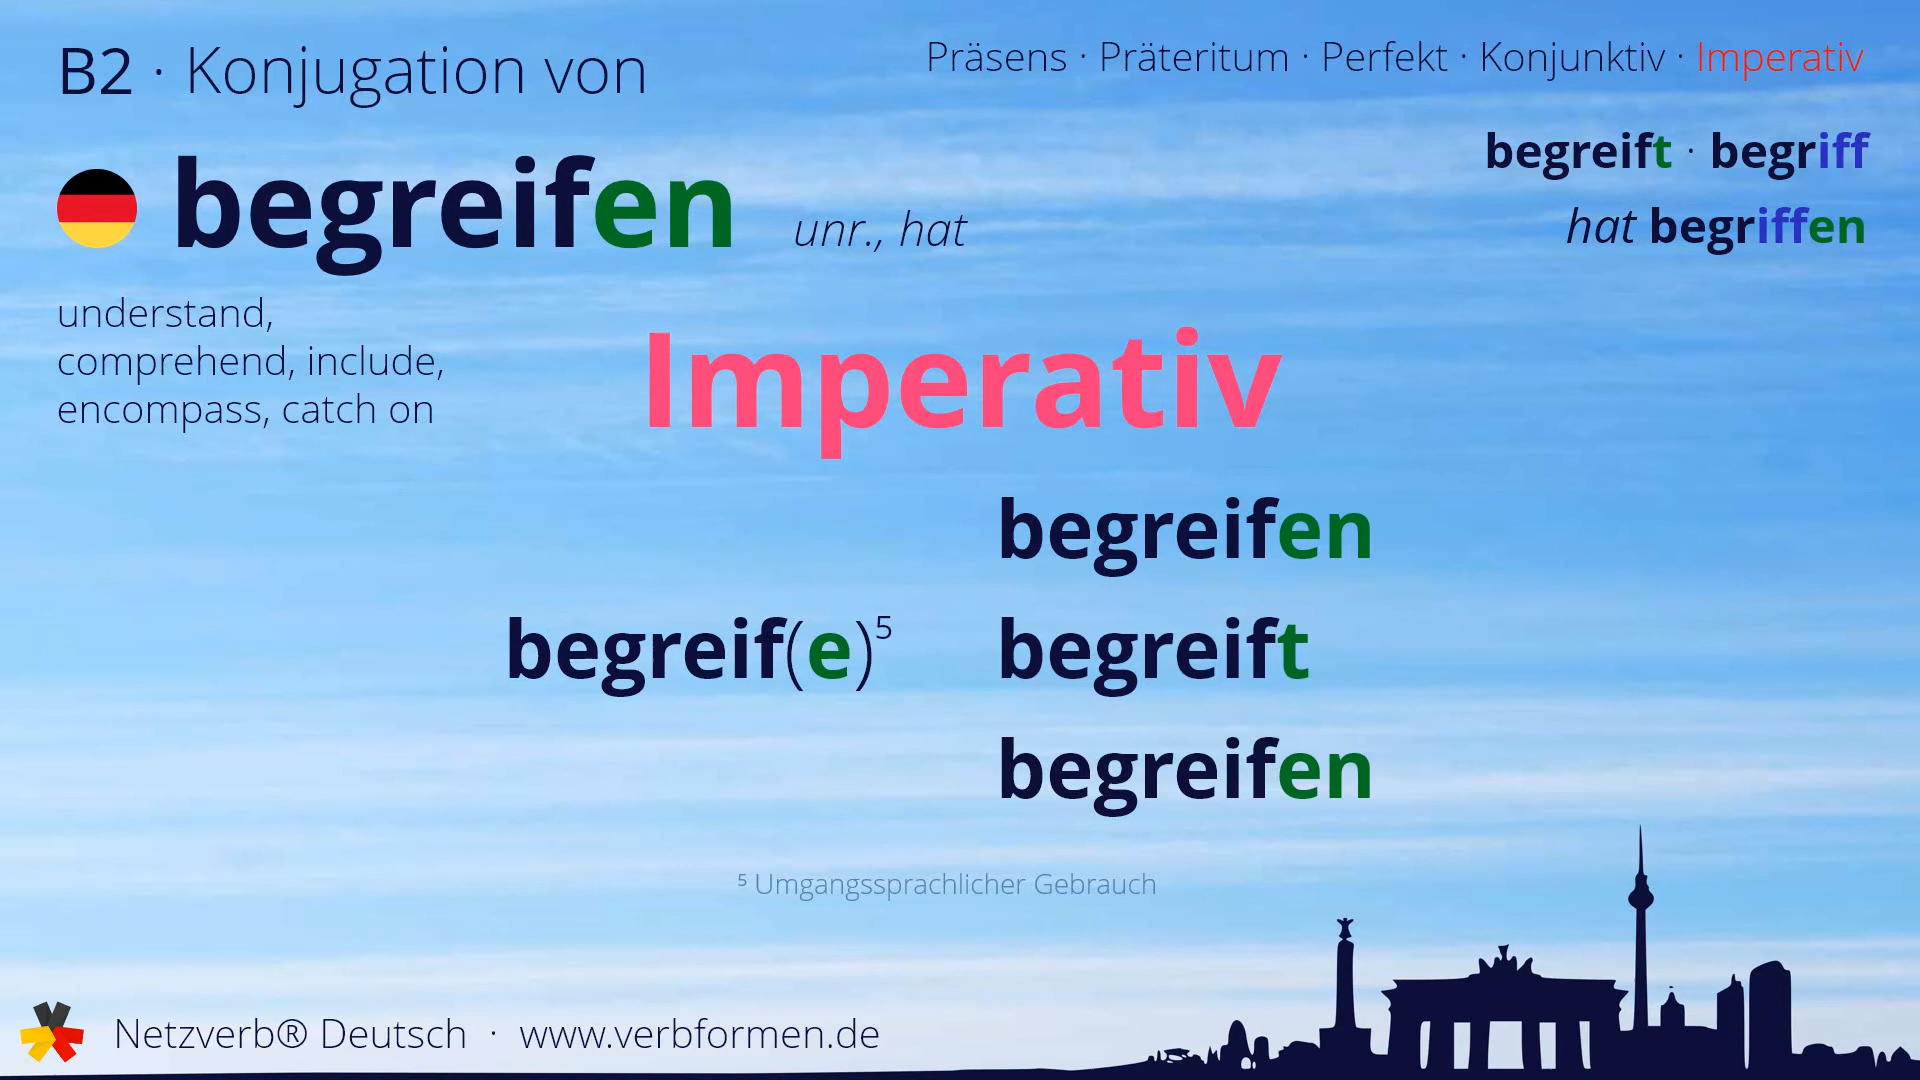 B2 · Konjugation von
Präsens · Präteritum · Perfekt · Konjunktiv · Imperativ
begreifen unr., hat
begreift · begriff
hat begriffen
understand,
comprehend, include,
encompass, catch on
Imperativ
begreifen
begreif(e)⁵ begreift
begreifen
⁵ Umgangssprachlicher Gebrauch
Netzverb® Deutsch · www.verbformen.de